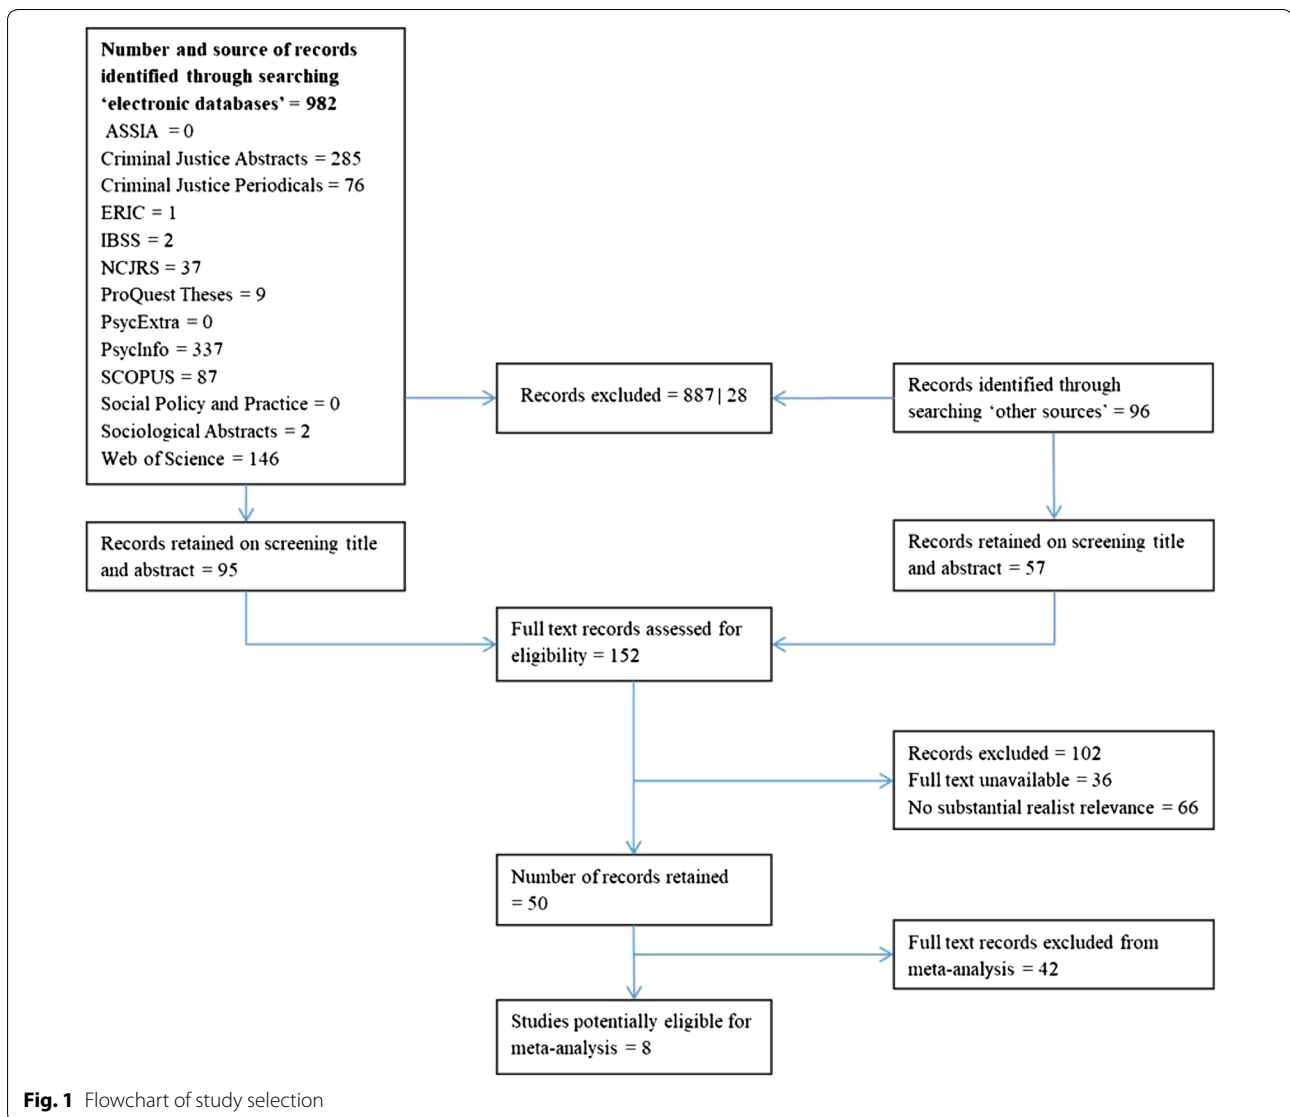 Number and source of records
identified through searching
‘electronic databases’ = 982
ASSIA = 0
Criminal Justice Abstracts = 285
Criminal Justice Periodicals = 76
ERIC = 1
IBSS = 2
NCJRS = 37
ProQuest Theses = 9
PsycExtra = 0
PsycInfo = 337
SCOPUS = 87
Social Policy and Practice = 0
Sociological Abstracts = 2
Web of Science = 146
Records excluded = 887| 28
Records identified through
searching ‘other sources’ = 96
Records retained on screening title
and abstract = 95
Records retained on screening title
and abstract = 57
Full text records assessed for
eligibility = 152
Records excluded = 102
Full text unavailable = 36
No substantial realist relevance = 66
Number of records retained
= 50
Full text records excluded from
meta-analysis = 42
Studies potentially eligible for
meta-analysis = 8
Fig. 1 Flowchart of study selection